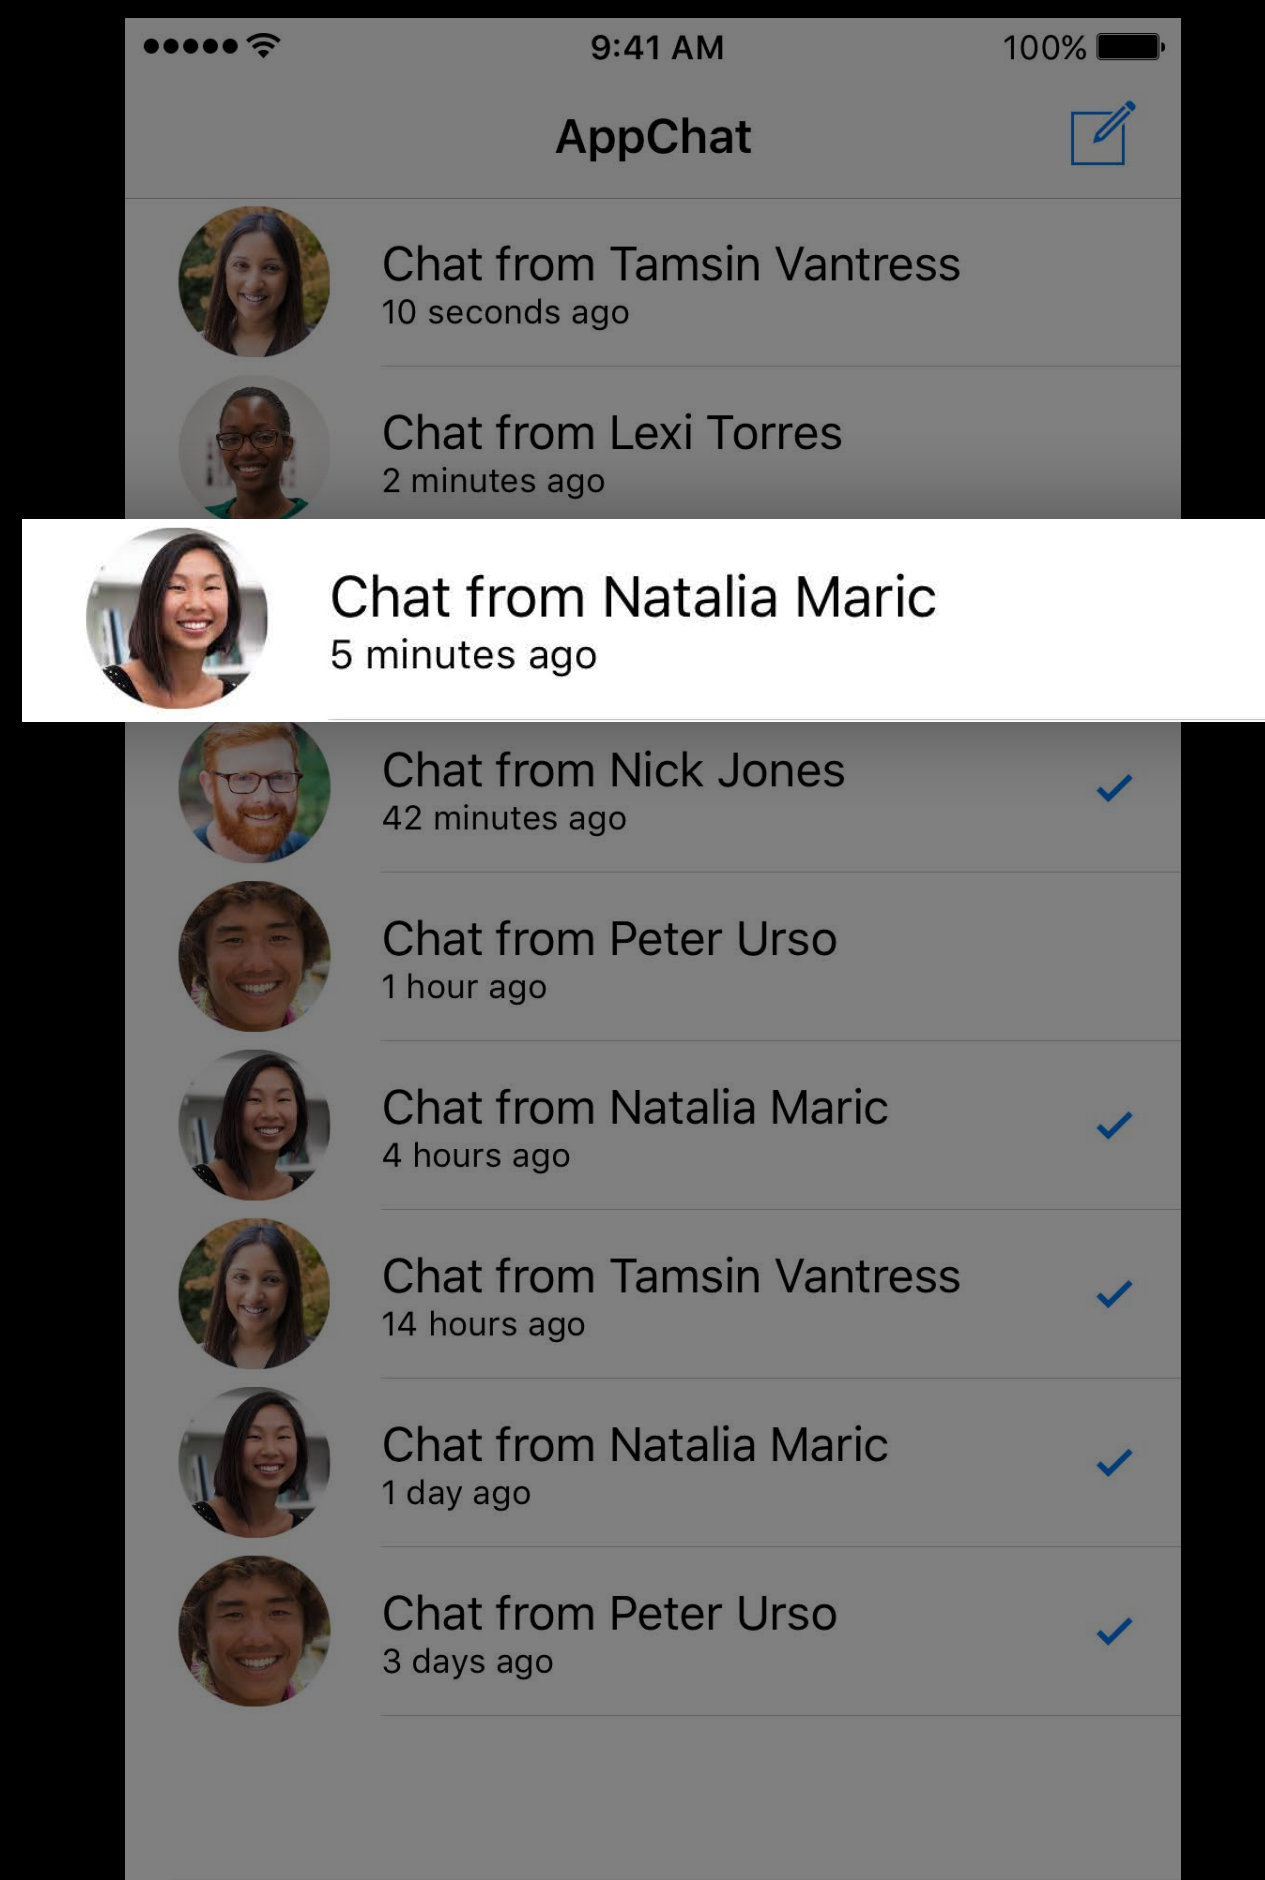 9:41 AM
100%
AppChat
Chat from Tamsin Vantress
10 seconds ago
Chat from Lexi Torres
2 minutes ago
Chat from Natalia Maric
5 minutes ago
Chat from Nick Jones
42 minutes ago
Chat from Peter Urso
1 hour ago
Chat from Natalia Maric
4 hours ago
Chat from Tamsin Vantress
14 hours ago
Chat from Natalia Maric
1 day ago
Chat from Peter Urso
3 days ago